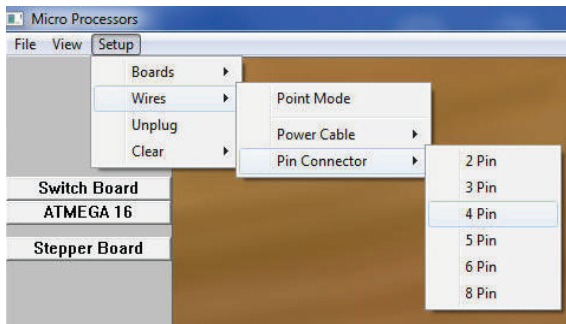 Micro Processors
File View Setup
Boards
Wires
Unplug
Clear
Point Mode
Power Cable
Pin Connector
2 Pin
3 Pin
4 Pin
5 Pin
6 Pin
8 Pin
Switch Board
ATMEGA 16
Stepper Board